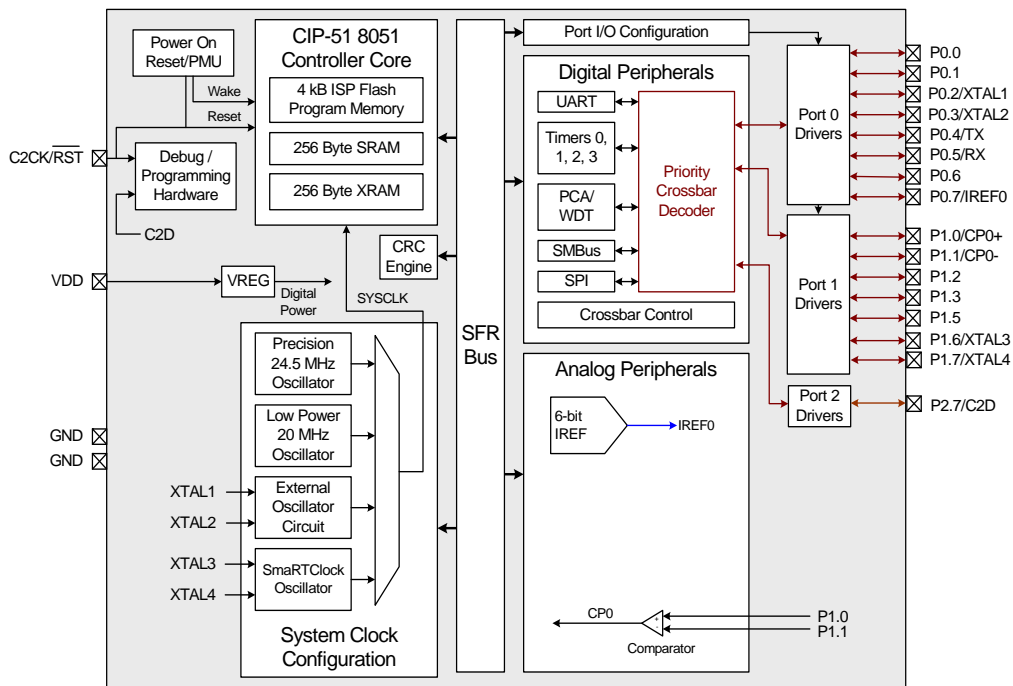 Power On
Reset/PMU
Wake
Reset
C2CK/RST
Debug /
Programming
Hardware
C2D
VDD
VREG
Digital
Power
GND
GND
CIP-51 8051
Controller Core
4 kB ISP Flash
Program Memory
256 Byte SRAM
256 Byte XRAM
CRC
Engine
SYSCLK
Precision
24.5 MHz
Oscillator
Low Power
20 MHz
Oscillator
XTAL1
XTAL2
External
Oscillator
Circuit
XTAL3
XTAL4
SmaRTClock
Oscillator
System Clock
Configuration
SFR
Bus
Port I/O Configuration
Digital Peripherals
UART
Timers 0,
1, 2, 3
PCA/
WDT
SMBus
SPI
Priority
Crossbar
Decoder
Crossbar Control
Analog Peripherals
6-bit
IREF
IREF0
CP0
+
-
Comparator
P1.0
P1.1
Port 0
Drivers
Port 1
Drivers
Port 2
Drivers
P0.0
P0.1
P0.2/XTAL1
P0.3/XTAL2
P0.4/TX
P0.5/RX
P0.6
P0.7/IREF0
P1.0/CP0+
P1.1/CP0-
P1.2
P1.3
P1.5
P1.6/XTAL3
P1.7/XTAL4
P2.7/C2D